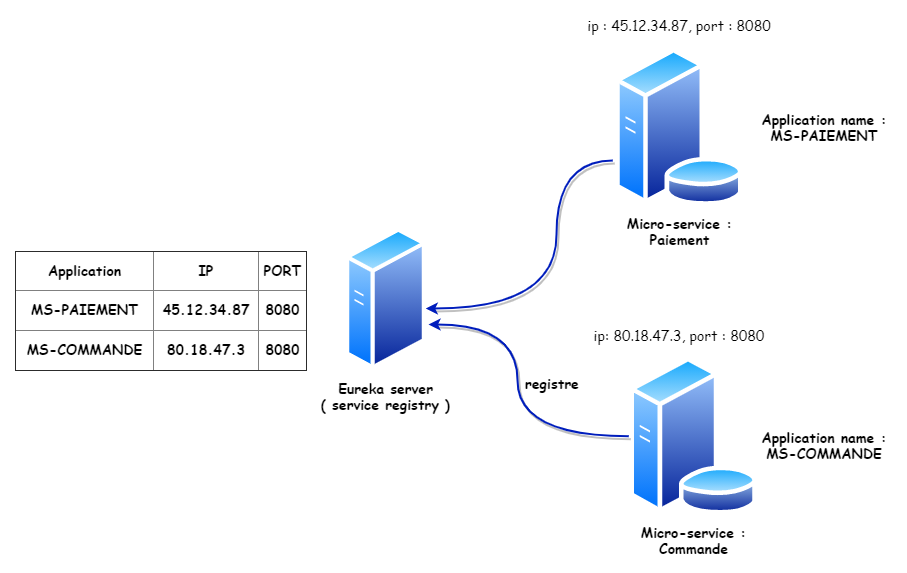 ip : 45.12.34.87, port : 8080
Application name :
MS-PAIEMENT
Micro-service :
Paiement
Application IP PORT
MS-PAIEMENT 45.12.34.87 8080
MS-COMMANDE 80.18.47.3 8080
Eureka server
( service registry )
registre
ip: 80.18.47.3, port : 8080
Application name :
MS-COMMANDE
Micro-service :
Commande